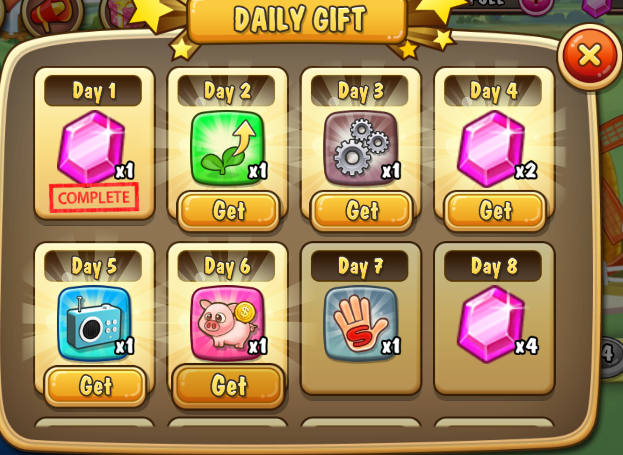 DAILY GIFT
Day 1
Day 2
Day 3
Day 4
x1
x1
x1
x2
COMPLETE
Get
Get
Get
Day 5
Day 6
Day 7
Day 8
x1
x1
S
x1
x4
4
Get
Get